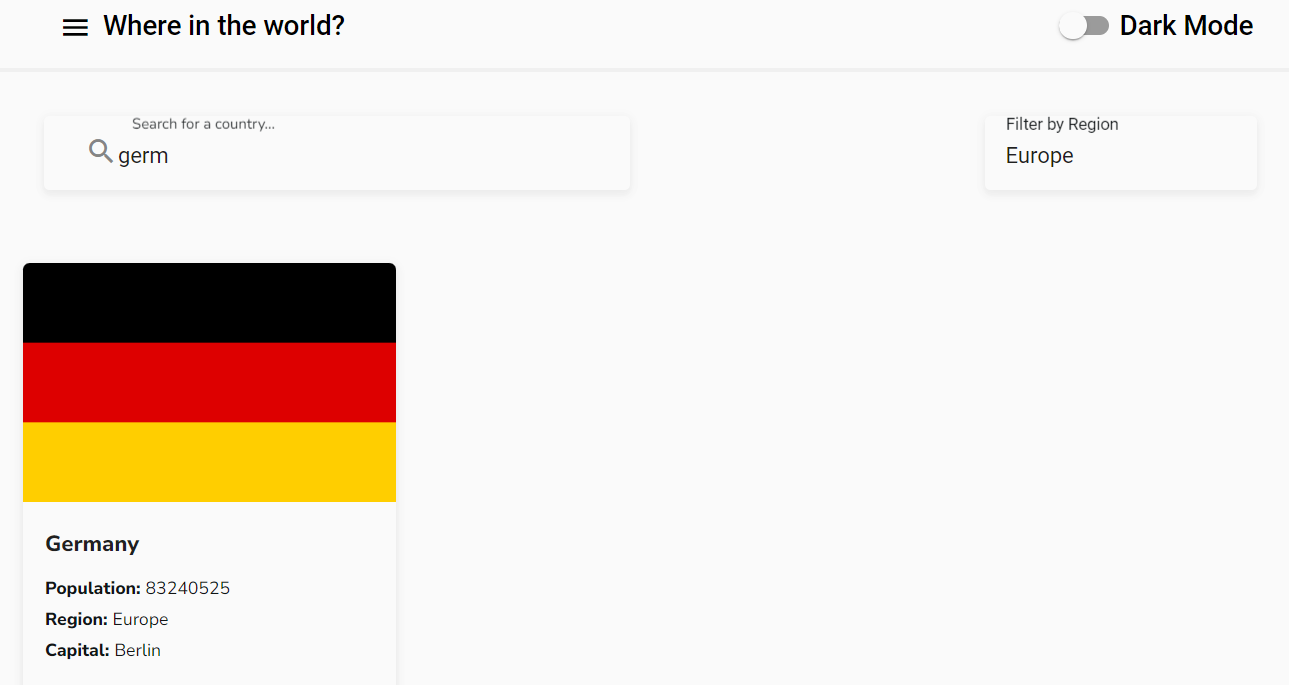 Where in the world?
Dark Mode
Search for a country...
germ
Filter by Region
Europe
Germany
Population: 83240525
Region: Europe
Capital: Berlin